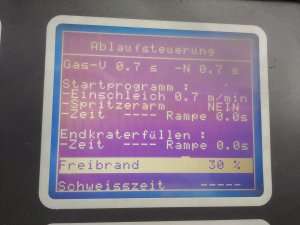 Ablaufsteuerung
Gas-V 0.7 s -N 0.7 s
Startprogramm :
-Einschleich 0.7 m/min
-Spritzerarm NEIN
-Zeit ---- Rampe 0.0s
Endkraterfüllen :
-Zeit ---- Rampe 0.0s
Freibrand 30 %
Schweisszeit -----